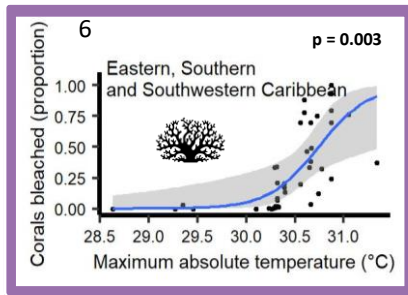 6
p = 0.003
Eastern, Southern
and Southwestern Caribbean
Corals bleached (proportion)
1.00
0.75
0.50
0.25
0.00
28.5 29.0 29.5 30.0 30.5 31.0
Maximum absolute temperature (°C)